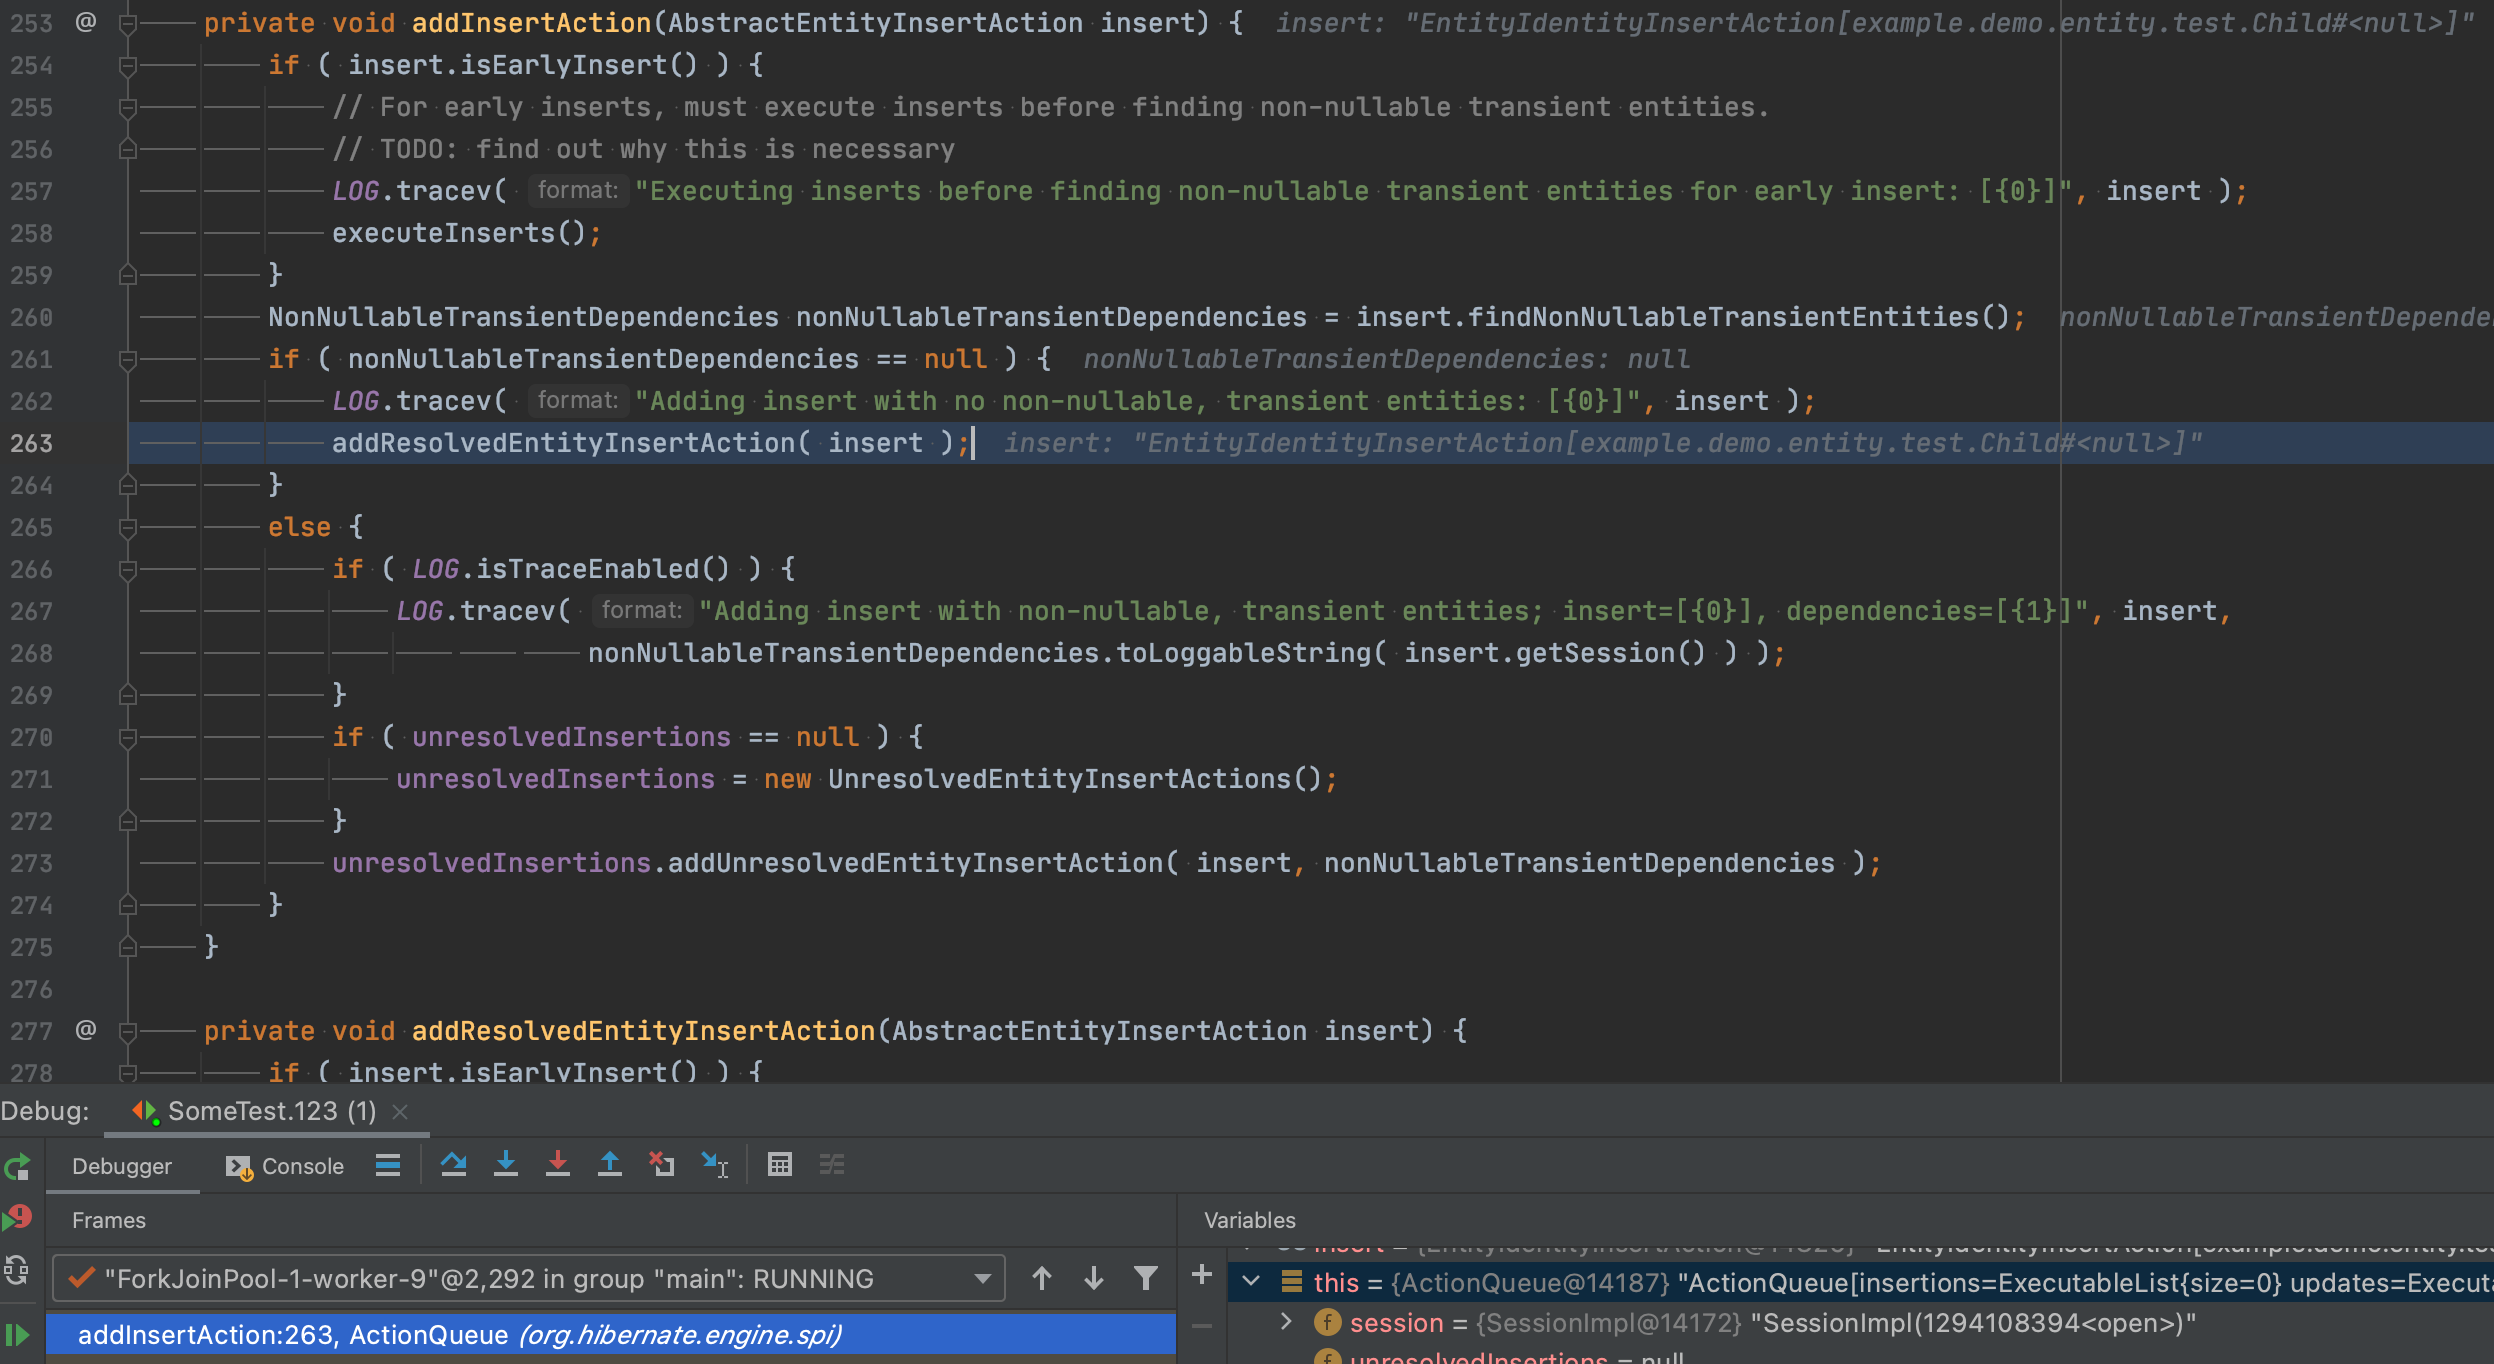 253 @ private void addInsertAction(AbstractEntityInsertAction insert) { insert: "EntityIdentityInsertAction[example.demo.entity.test.Child#<null>]"
254 if ( insert.isEarlyInsert() ) {
255 // For early inserts, must execute inserts before finding non-nullable transient entities.
256 // TODO: find out why this is necessary
257 LOG.tracev( format: "Executing inserts before finding non-nullable transient entities for early insert: [{0}]", insert );
258 executeInserts();
259 }
260 NonNullableTransientDependencies nonNullableTransientDependencies = insert.findNonNullableTransientEntities(); nonNullableTransientDepende
261 if ( nonNullableTransientDependencies == null ) { nonNullableTransientDependencies: null
262 LOG.tracev( format: "Adding insert with no non-nullable, transient entities: [{0}]", insert );
263 addResolvedEntityInsertAction( insert ); insert: "EntityIdentityInsertAction[example.demo.entity.test.Child#<null>]"
264 }
265 else {
266 if ( LOG.isTraceEnabled() ) {
267 LOG.tracev( format: "Adding insert with non-nullable, transient entities; insert=[{0}], dependencies=[{1}]", insert,
268 nonNullableTransientDependencies.toLoggableString( insert.getSession() ) );
269 }
270 if ( unresolvedInsertions == null ) {
271 unresolvedInsertions = new UnresolvedEntityInsertActions();
272 }
273 unresolvedInsertions.addUnresolvedEntityInsertAction( insert, nonNullableTransientDependencies );
274 }
275 }
276
277 @ private void addResolvedEntityInsertAction(AbstractEntityInsertAction insert) {
278 if ( insert.isEarlyInsert() ) {
Debug: SomeTest.123 (1)
Debugger Console
Frames
Variables
"ForkJoinPool-1-worker-9"@2,292 in group "main": RUNNING
addInsertAction:263, ActionQueue (org.hibernate.engine.spi)
this = {ActionQueue@14187} "ActionQueue[insertions=ExecutableList{size=0} updates=Executa
session = {SessionImpl@14172} "SessionImpl(1294108394<open>)"
unresolvedInsertions = null